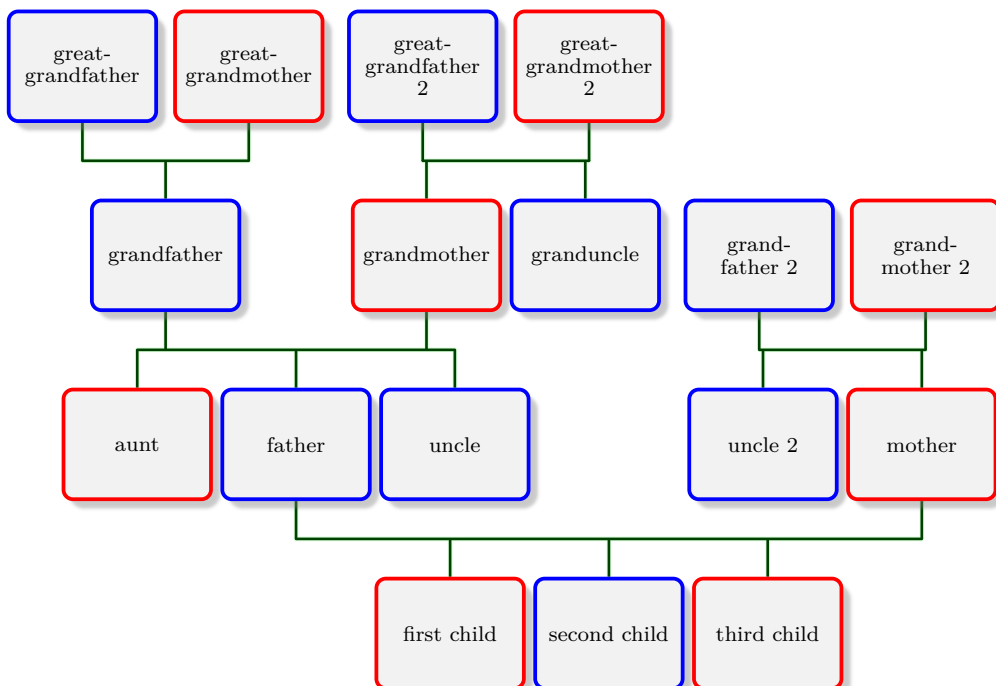 great-
grandfather
great-
grandmother
great-
grandfather
2
great-
grandmother
2
grandfather
grandmother
granduncle
grand-
father 2
grand-
mother 2
aunt
father
uncle
uncle 2
mother
first child
second child
third child